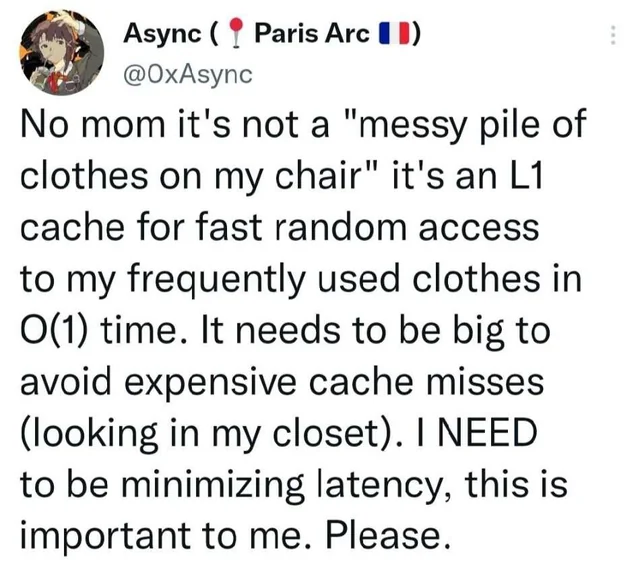 Async (📍 Paris Arc 🇫🇷)
@0xAsync
No mom it's not a "messy pile of
clothes on my chair" it's an L1
cache for fast random access
to my frequently used clothes in
O(1) time. It needs to be big to
avoid expensive cache misses
(looking in my closet). I NEED
to be minimizing latency, this is
important to me. Please.